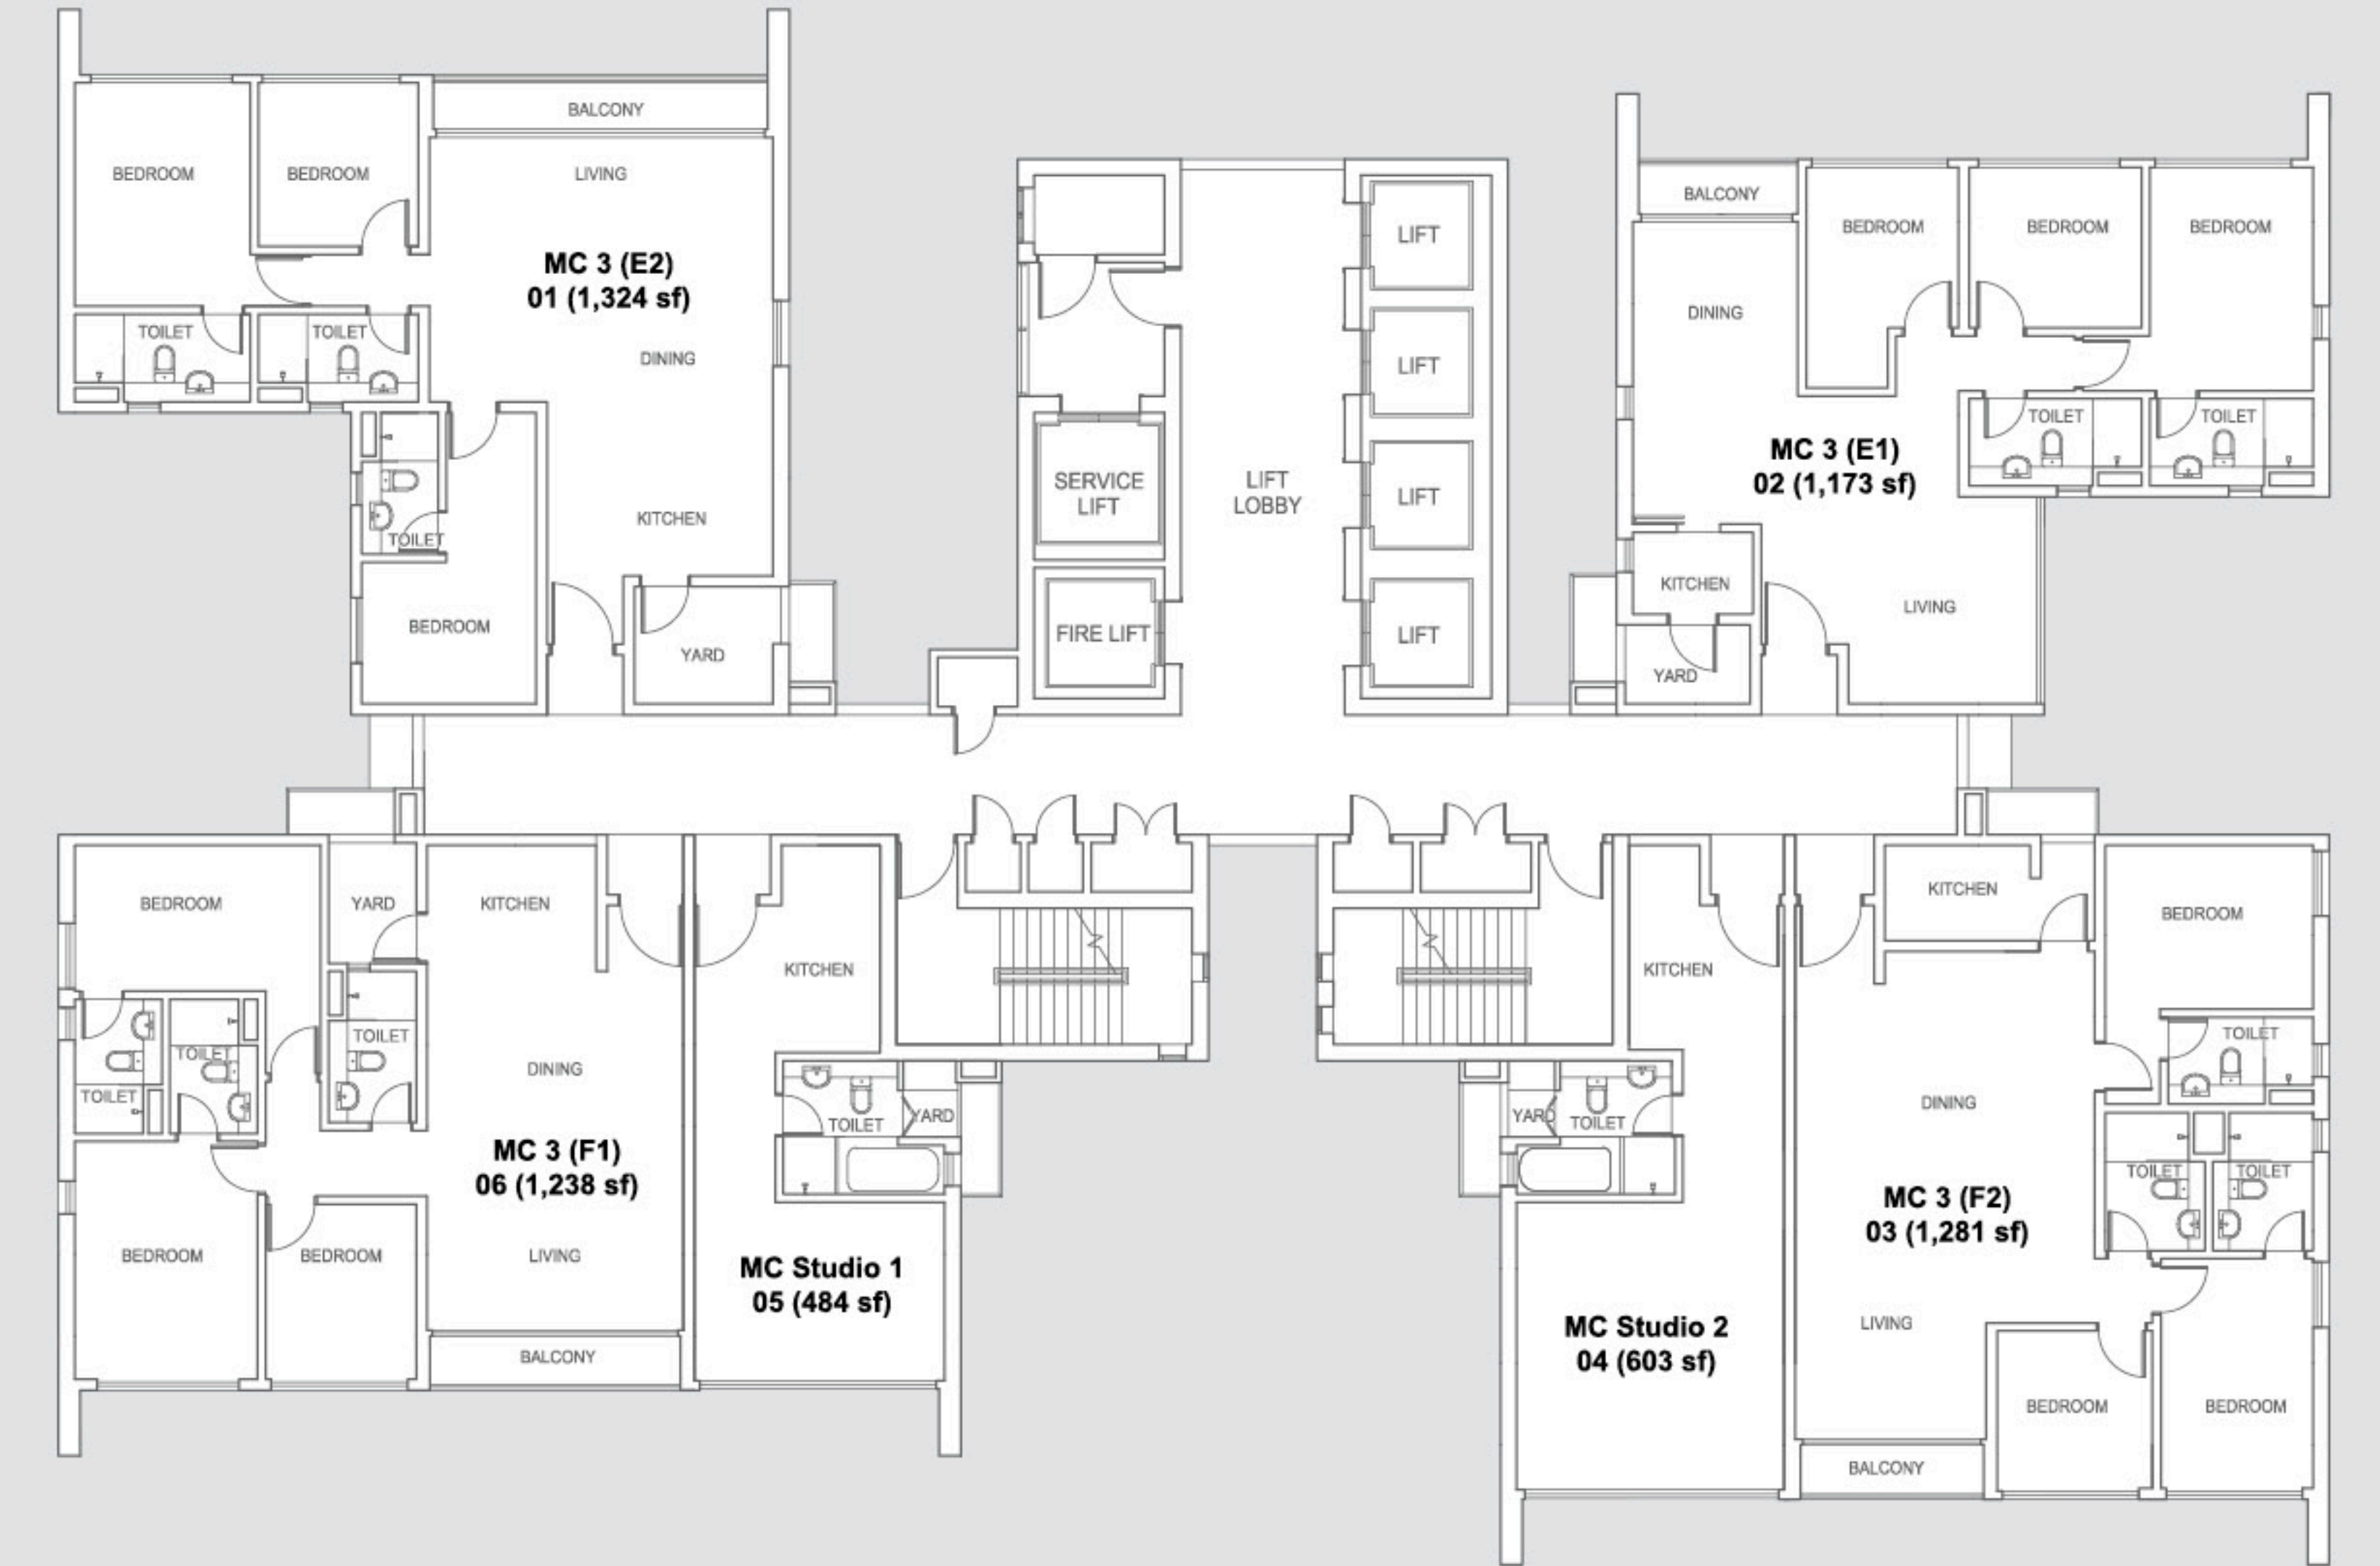 BALCONY
BEDROOM
BEDROOM
LIVING
MC 3 (E2)
01 (1,324 sf)
TOILET
TOILET
DINING
KITCHEN
TOILET
BEDROOM
YARD
SERVICE
LIFT
FIRE LIFT
LIFT
LOBBY
LIFT
LIFT
LIFT
LIFT
BALCONY
BEDROOM
BEDROOM
BEDROOM
DINING
TOILET
TOILET
MC 3 (E1)
02 (1,173 sf)
KITCHEN
LIVING
YARD
BEDROOM
YARD
KITCHEN
TOILET
TOILET
TOILET
DINING
MC 3 (F1)
06 (1,238 sf)
BEDROOM
BEDROOM
LIVING
BALCONY
KITCHEN
TOILET
YARD
MC Studio 1
05 (484 sf)
KITCHEN
YARD
TOILET
MC Studio 2
04 (603 sf)
KITCHEN
BEDROOM
TOILET
DINING
TOILET
TOILET
MC 3 (F2)
03 (1,281 sf)
LIVING
BEDROOM
BEDROOM
BALCONY